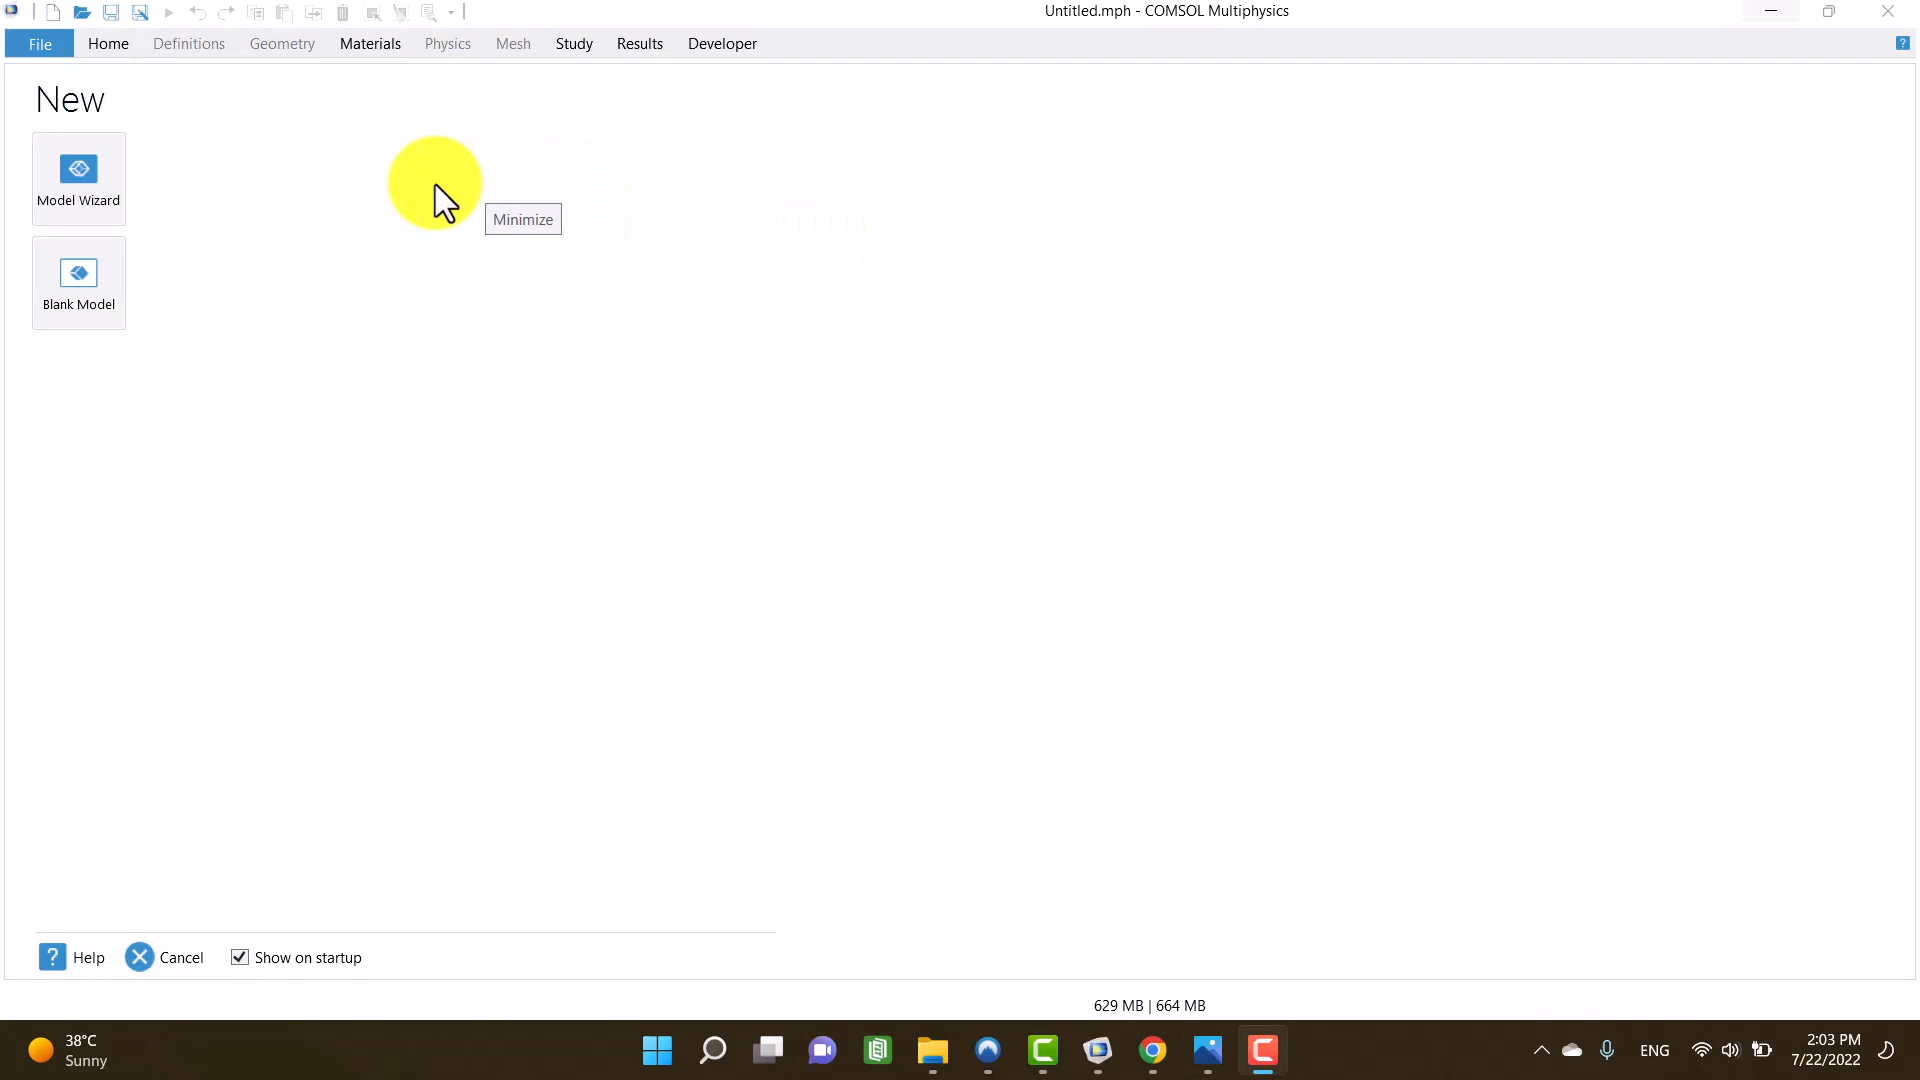 Untitled.mph - COMSOL Multiphysics
File Home Definitions Geometry Materials Physics Mesh Study Results Developer
?
New
Model Wizard
Minimize
Blank Model
? Help Cancel Show on startup
629 MB | 664 MB
38°C
Sunny
ENG
2:03 PM
7/22/2022